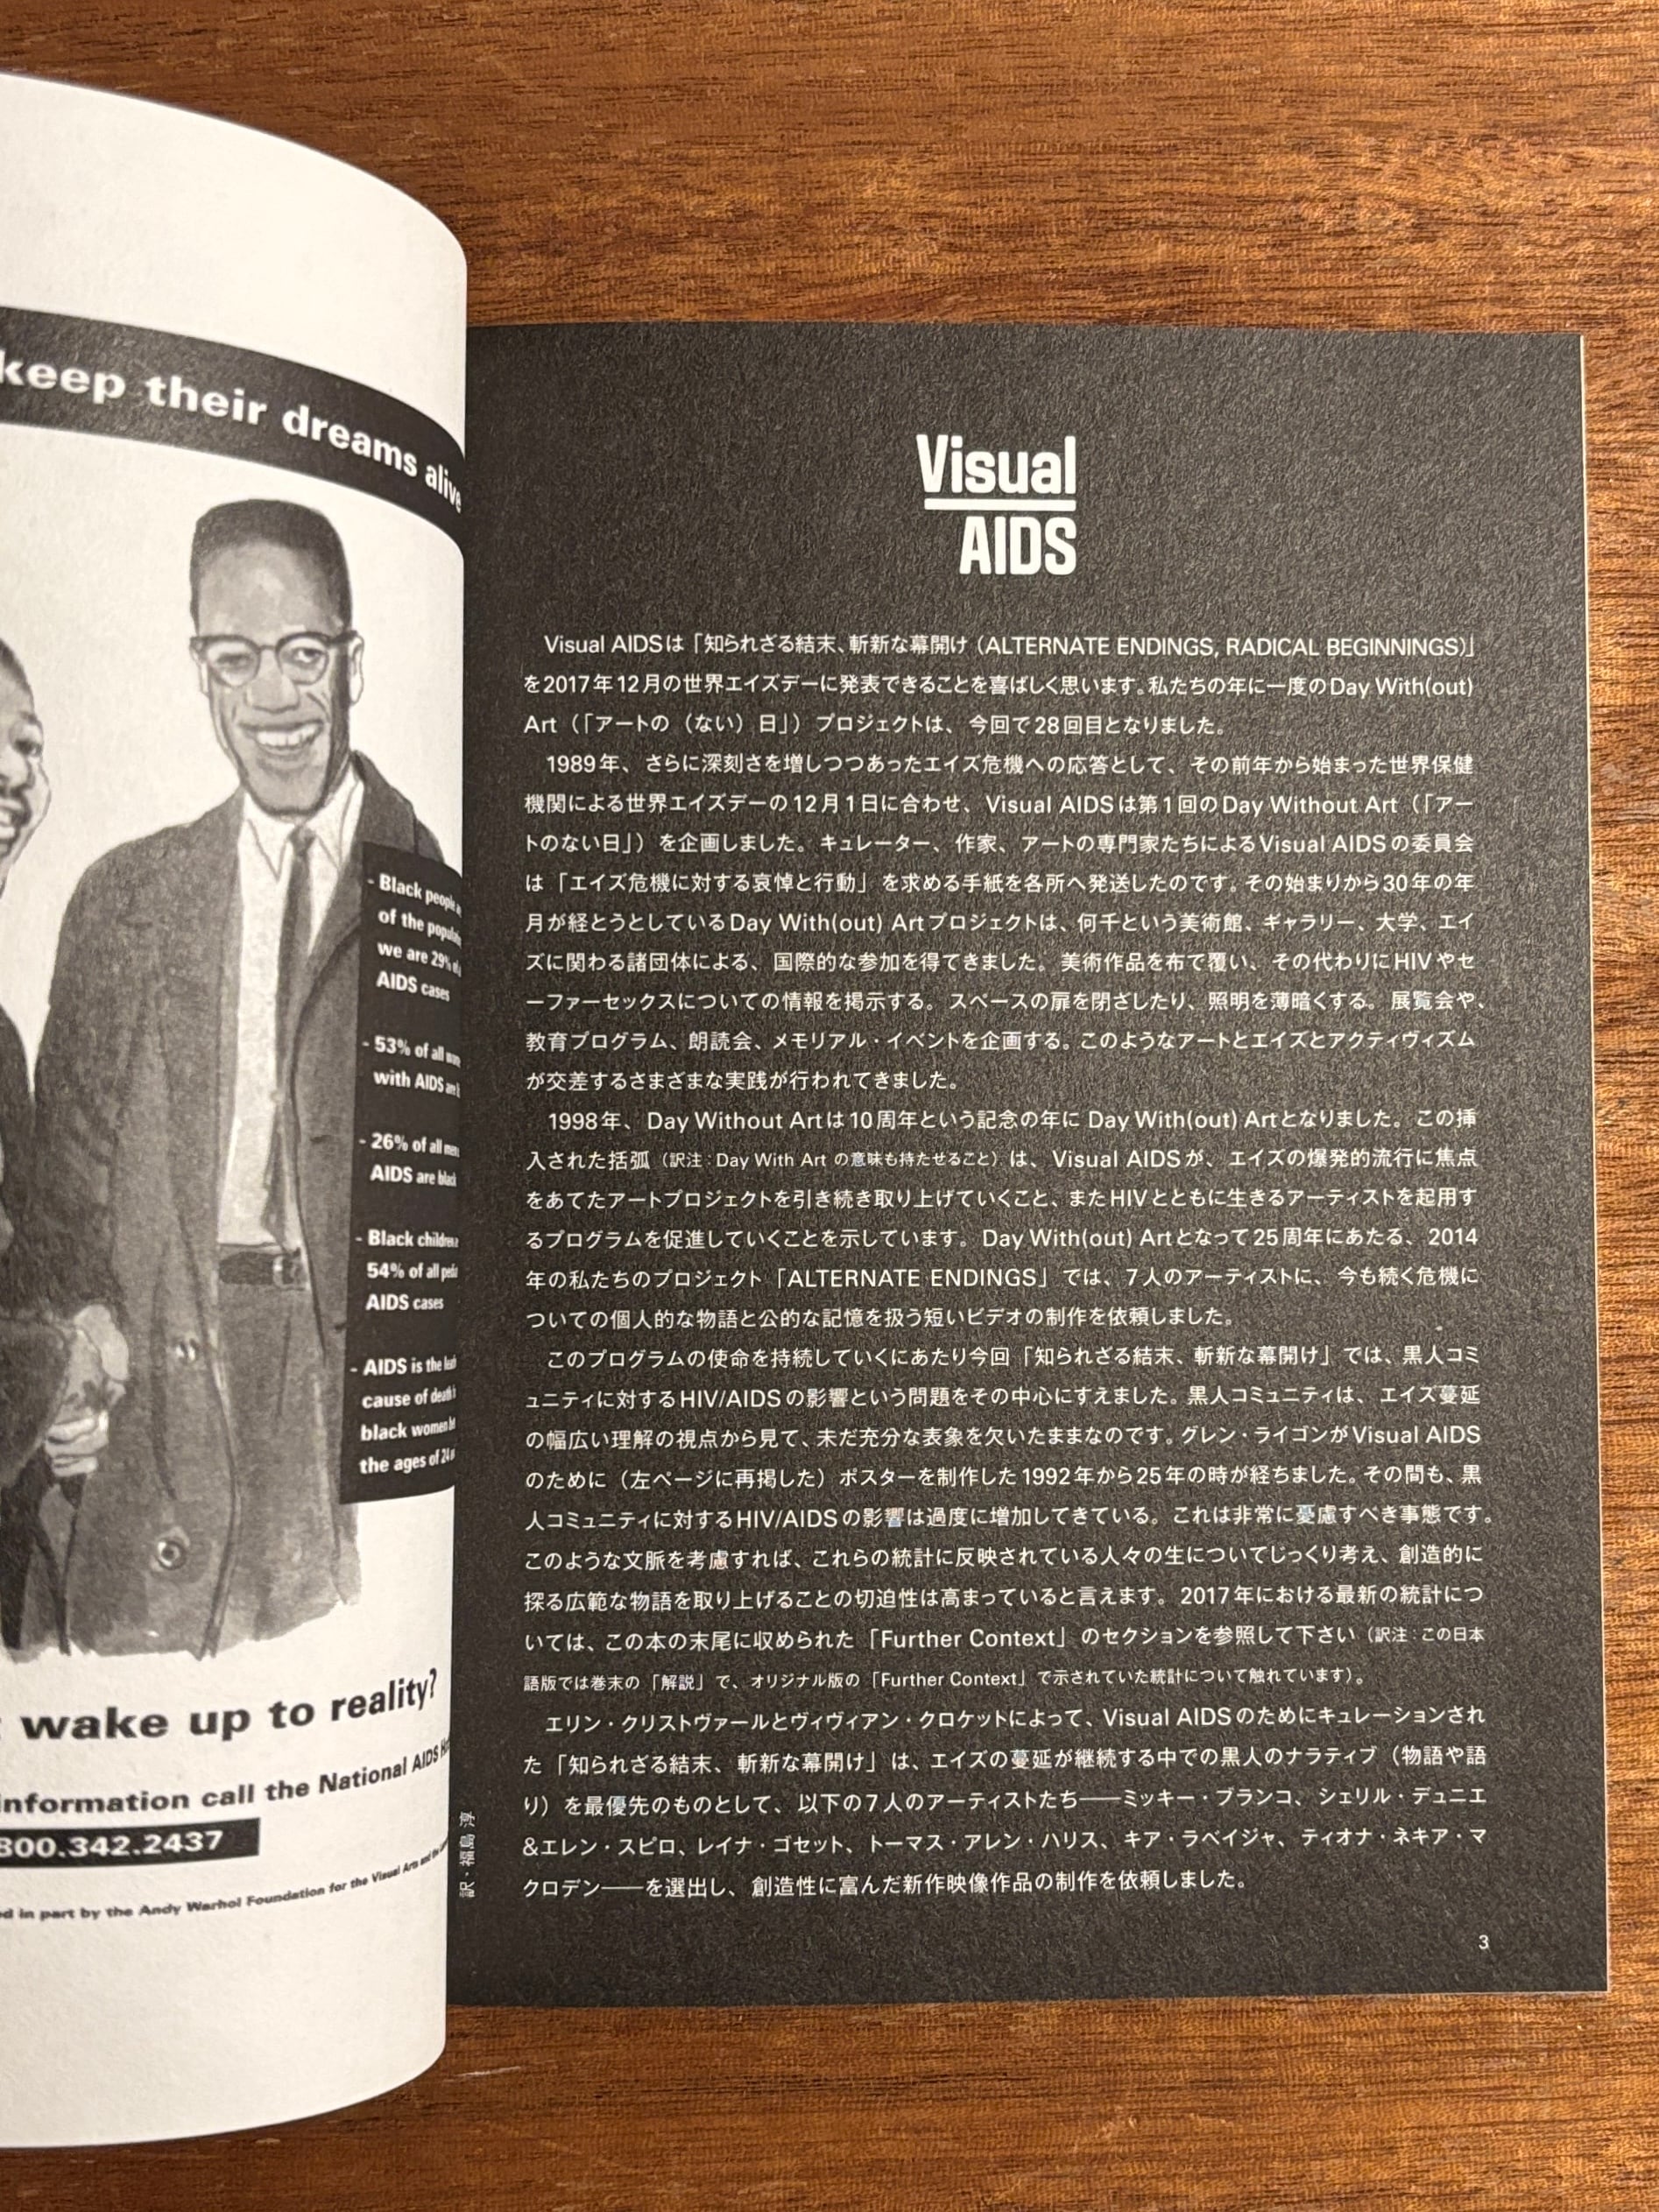 keep their dreams alive
- Black people
of the
we are 29%
AIDS cases
- 53% of all
with AIDS
- 26% of all
AIDS are black
- Black children
54% of all
AIDS cases
- AIDS is the
cause of death
black women
the ages of 24
wake up to reality?
information call the National AIDS
800.342.2437
in part by the Andy Warhol Foundation for the Visual Arts and the
Visual
AIDS
Visual AIDSは「知られざる結末、斬新な幕開け（ALTERNATE ENDINGS, RADICAL BEGINNINGS)」
を2017年12月の世界エイズデーに発表できることを喜ばしく思います。私たちの年に一度のDay With(out)
Art（「アートの（ない）日」）プロジェクトは、今回で28回目となりました。
1989年、さらに深刻さを増しつつあったエイズ危機への応答として、その前年から始まった世界保健
機関による世界エイズデーの12月1日に合わせ、Visual AIDSは第1回のDay Without Art（「アー
トのない日」）を企画しました。キュレーター、作家、アートの専門家たちによるVisual AIDSの委員会
は「エイズ危機に対する哀悼と行動」を求める手紙を各所へ発送したのです。その始まりから30年の年
月が経とうとしているDay With(out) Artプロジェクトは、何千という美術館、ギャラリー、大学、エイ
ズに関わる諸団体による、国際的な参加を得てきました。美術作品を布で覆い、その代わりにHIVやセ
ーファーセックスについての情報を掲示する。スペースの扉を閉ざしたり、照明を薄暗くする。展覧会や、
教育プログラム、朗読会、メモリアル・イベントを企画する。このようなアートとエイズとアクティヴィズム
が交差するさまざまな実践が行われてきました。
1998年、Day Without Artは10周年という記念の年に Day With(out) Artとなりました。この挿
入された括弧（訳注：Day With Art の意味も持たせること）は、Visual AIDSが、エイズの爆発的流行に焦点
をあてたアートプロジェクトを引き続き取り上げていくこと、またHIVとともに生きるアーティストを起用す
るプログラムを促進していくことを示しています。Day With(out) Artとなって25周年にあたる、2014
年の私たちのプロジェクト「ALTERNATE ENDINGS」では、7人のアーティストに、今も続く危機に
ついての個人的な物語と公的な記憶を扱う短いビデオの制作を依頼しました。
このプログラムの使命を持続していくにあたり今回「知られざる結末、斬新な幕開け」では、黒人コミ
ュニティに対するHIV/AIDSの影響という問題をその中心にすえました。黒人コミュニティは、エイズ蔓延
の幅広い理解の視点から見て、未だ充分な表象を欠いたままなのです。グレン・ライゴンがVisual AIDS
のために（左ページに再掲した）ポスターを制作した1992年から25年の時が経ちました。その間も、黒
人コミュニティに対するHIV/AIDSの影響は過度に増加してきている。これは非常に憂慮すべき事態です。
このような文脈を考慮すれば、これらの統計に反映されている人々の生についてじっくり考え、創造的に
探る広範な物語を取り上げることの切迫性は高まっていると言えます。2017年における最新の統計につ
いては、この本の末尾に収められた「Further Context」のセクションを参照して下さい（訳注：この日本
語版では巻末の「解説」で、オリジナル版の「Further Context」で示されていた統計について触れています）。
エリン・クリストヴァールとヴィヴィアン・クロケットによって、Visual AIDSのためにキュレーションされ
た「知られざる結末、斬新な幕開け」は、エイズの蔓延が継続する中での黒人のナラティブ（物語や語
り）を最優先のものとして、以下の7人のアーティストたち――ミッキー・ブランコ、シェリル・デュニエ
&エレン・スピロ、レイナ・ゴセット、トーマス・アレン・ハリス、キア・ラベイジャ、ティオナ・ネキア・マ
クロデン――を選出し、創造性に富んだ新作映像作品の制作を依頼しました。
訳・福島 淳
3